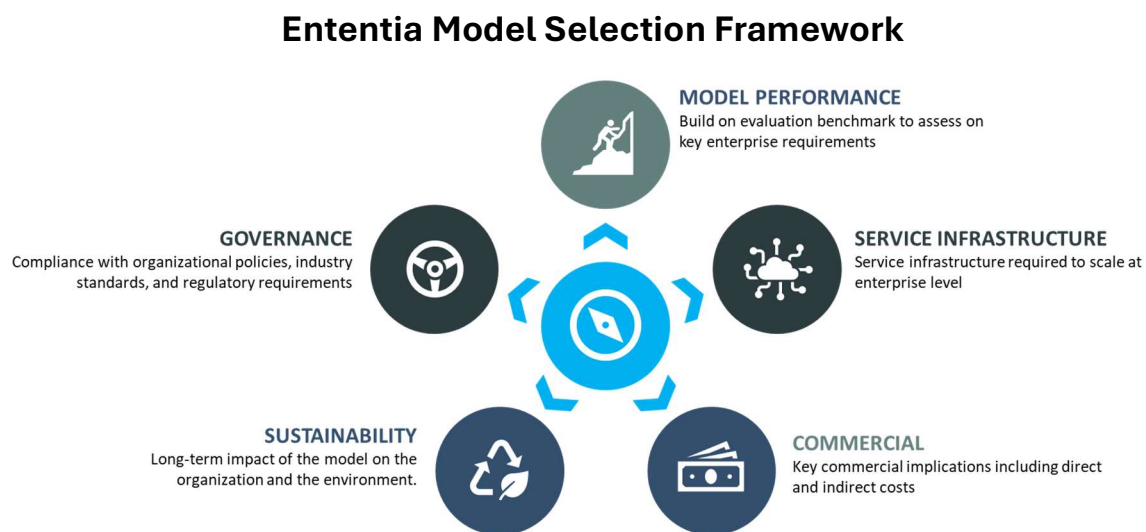 Ententia Model Selection Framework
MODEL PERFORMANCE
Build on evaluation benchmark to assess on
key enterprise requirements
GOVERNANCE
Compliance with organizational policies, industry
standards, and regulatory requirements
SERVICE INFRASTRUCTURE
Service infrastructure required to scale at
enterprise level
SUSTAINABILITY
Long-term impact of the model on the
organization and the environment.
COMMERCIAL
Key commercial implications including direct
and indirect costs